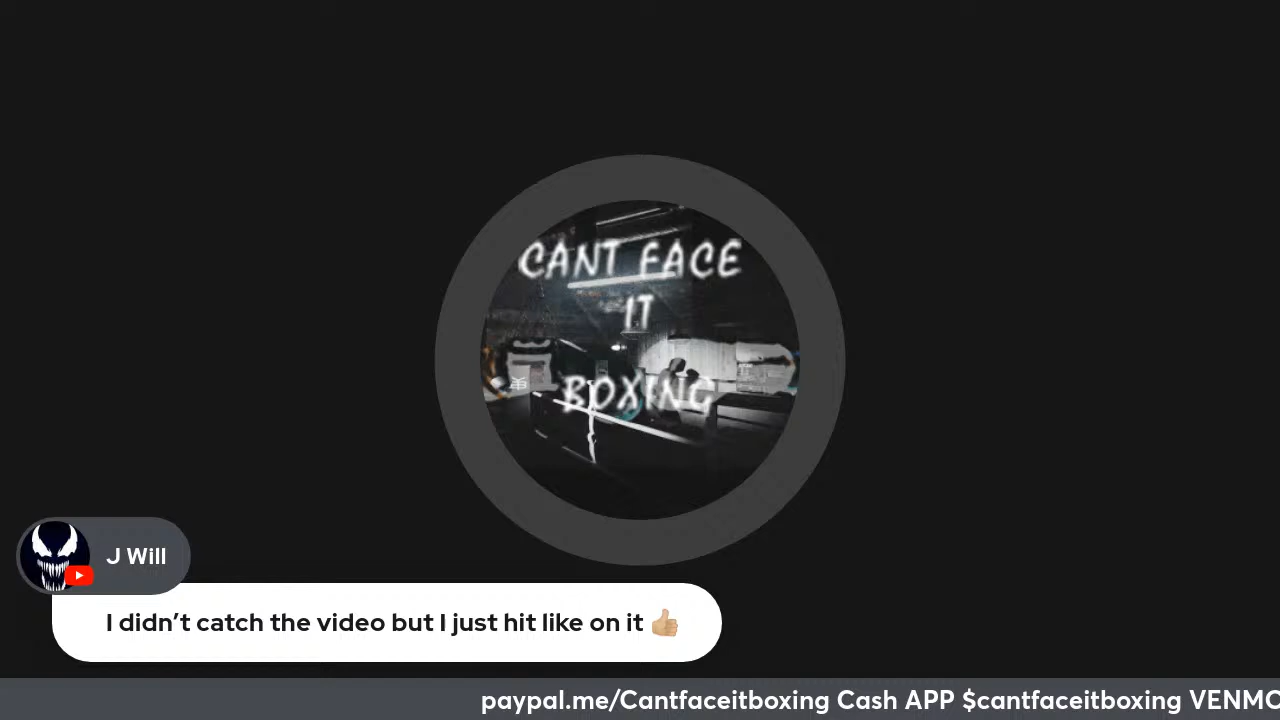 CANT FACE
IT
BOXING
J Will
I didn't catch the video but I just hit like on it 👍🏼
paypal.me/Cantfaceitboxing Cash APP $cantfaceitboxing VENMO